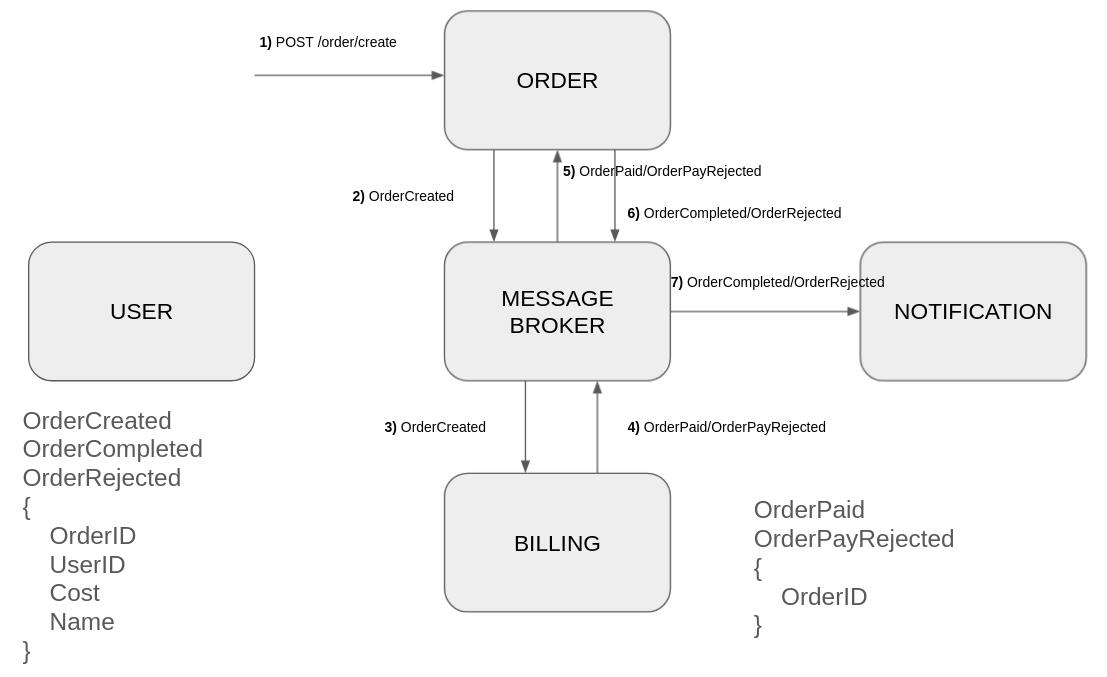 1) POST /order/create
ORDER
5) OrderPaid/OrderPayRejected
2) OrderCreated
6) OrderCompleted/OrderRejected
USER
MESSAGE
BROKER
7) OrderCompleted/OrderRejected
NOTIFICATION
3) OrderCreated
4) OrderPaid/OrderPayRejected
BILLING
OrderCreated
OrderCompleted
OrderRejected
{
OrderID
UserID
Cost
Name
}
OrderPaid
OrderPayRejected
{
OrderID
}